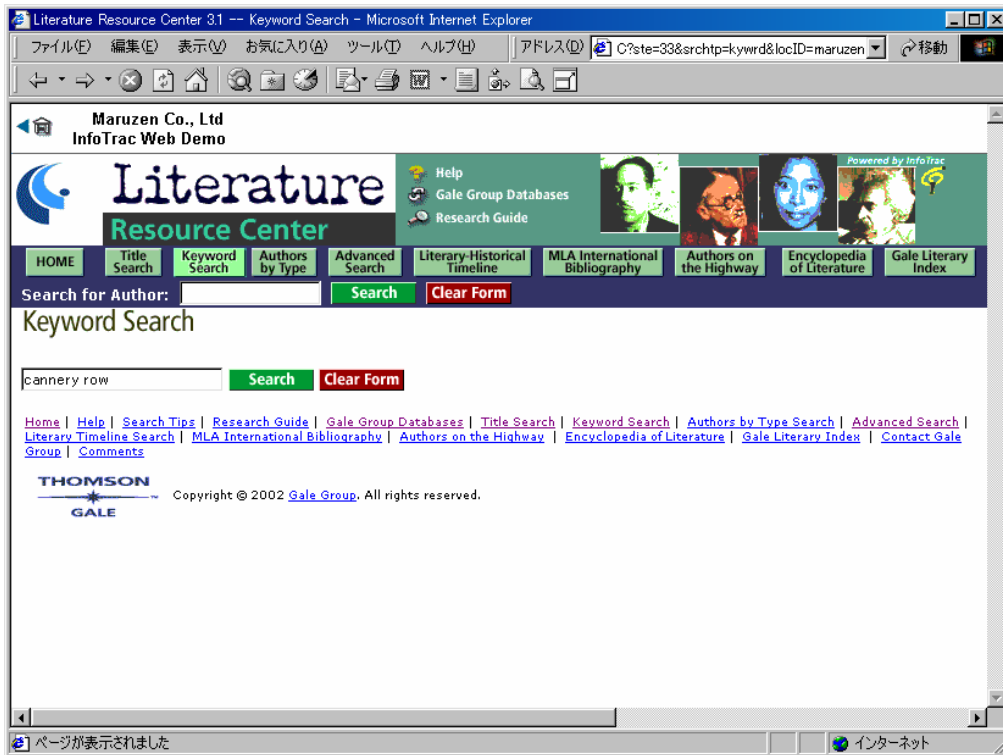 Literature Resource Center 3.1 -- Keyword Search - Microsoft Internet Explorer
ファイル(F) 編集(E) 表示(V) お気に入り(A) ツール(T) ヘルプ(H) アドレス(D) C?ste=33&srchtp=kywrd&locID=maruzen 移動
Maruzen Co., Ltd
InfoTrac Web Demo
Literature
Resource Center
Help
Gale Group Databases
Research Guide
Powered by InfoTrac
HOME Title Search Keyword Search Authors by Type Advanced Search Literary-Historical Timeline MLA International Bibliography Authors on the Highway Encyclopedia of Literature Gale Literary Index
Search for Author: Search Clear Form
Keyword Search
cannery row Search Clear Form
Home | Help | Search Tips | Research Guide | Gale Group Databases | Title Search | Keyword Search | Authors by Type Search | Advanced Search |
Literary Timeline Search | MLA International Bibliography | Authors on the Highway | Encyclopedia of Literature | Gale Literary Index | Contact Gale
Group | Comments
THOMSON
GALE
Copyright © 2002 Gale Group. All rights reserved.
ページが表示されました インターネット